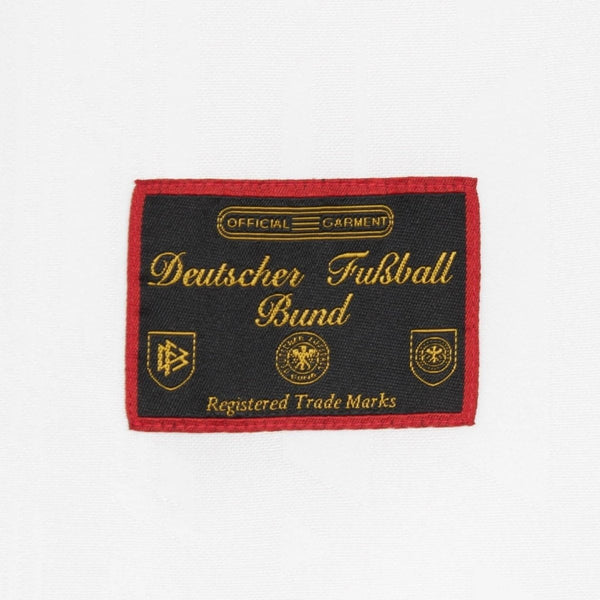 OFFICIAL GARMENT
Deutscher Fußball
Bund
Registered Trade Marks